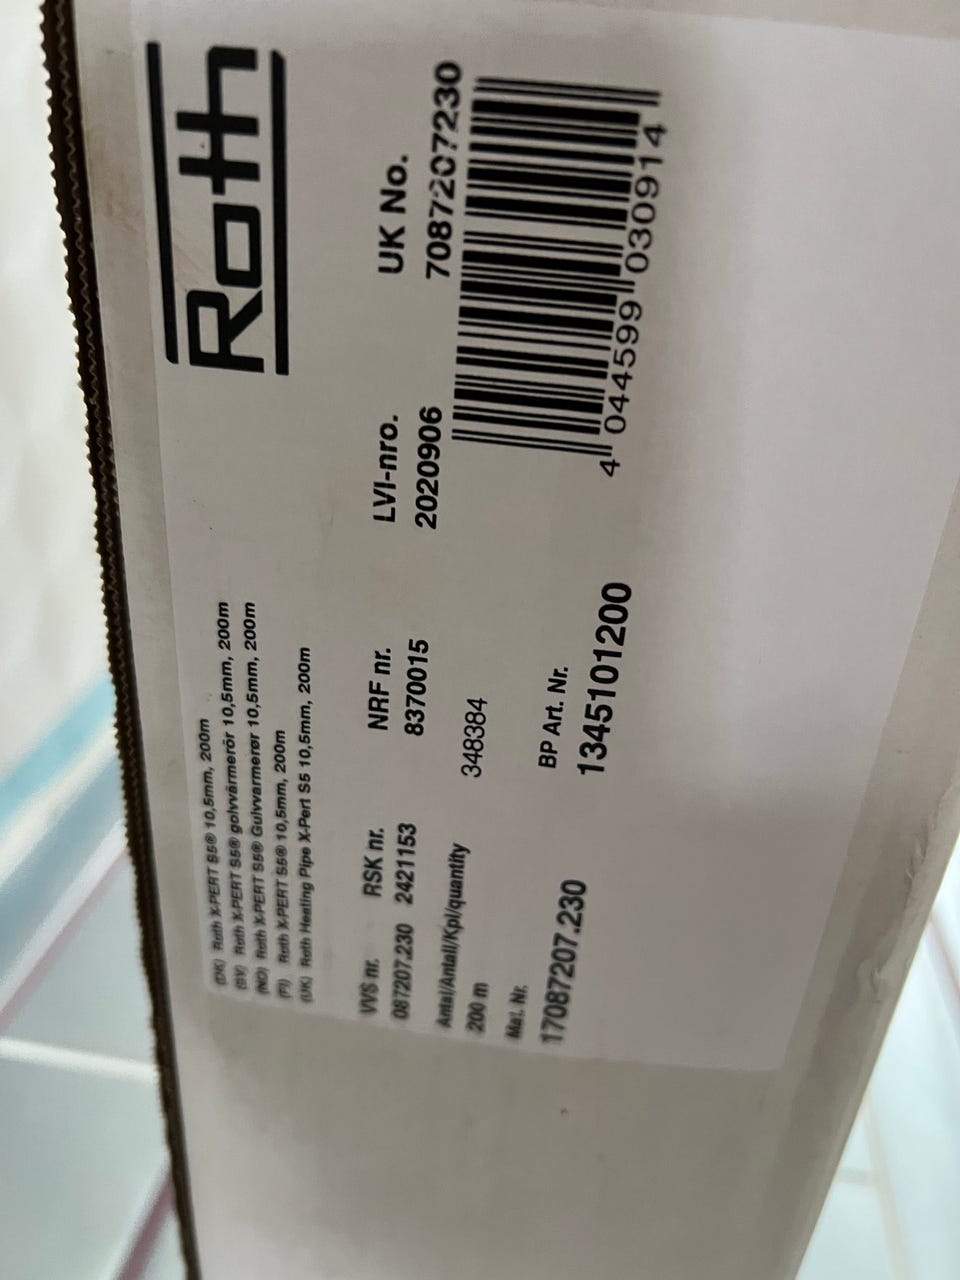 Roth
(DK) Roth X-PERT S5® 10,5mm, 200m
(SV) Roth X-PERT S5® golvvärmerör 10,5mm, 200m
(NO) Roth X-PERT S5® Gulvvarmerør 10,5mm, 200m
(FI) Roth X-PERT S5® 10,5mm, 200m
(UK) Roth Heating Pipe X-Pert S5 10,5mm, 200m
VVS nr. RSK nr. NRF nr. LVI-nro. UK No.
087207.230 2421153 8370015 2020906 7087207230
Antal/Antall/Kpl/quantity
200 m 348384
Mat. Nr. BP Art. Nr.
17087207.230 1345101200
4 044599 030914